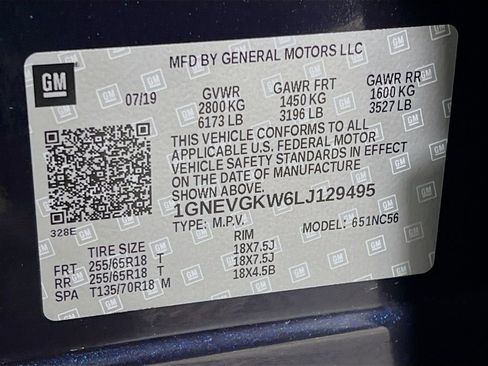 GM
MFD BY GENERAL MOTORS LLC
07/19
GVWR GAWR FRT GAWR RR
2800 KG 1450 KG 1600 KG
6173 LB 3196 LB 3527 LB
THIS VEHICLE CONFORMS TO ALL
APPLICABLE U.S. FEDERAL MOTOR
VEHICLE SAFETY STANDARDS IN EFFECT
ON THE DATE OF MANUFACTURE
SHOWN ABOVE.
1GNEVGKW6LJ129495
328E
TYPE: M.P.V. MODEL: 651NC56
TIRE SIZE RIM
FRT 255/65R18 T 18X7.5J
RR 255/65R18 T 18X7.5J
SPA T135/70R18 M 18X4.5B